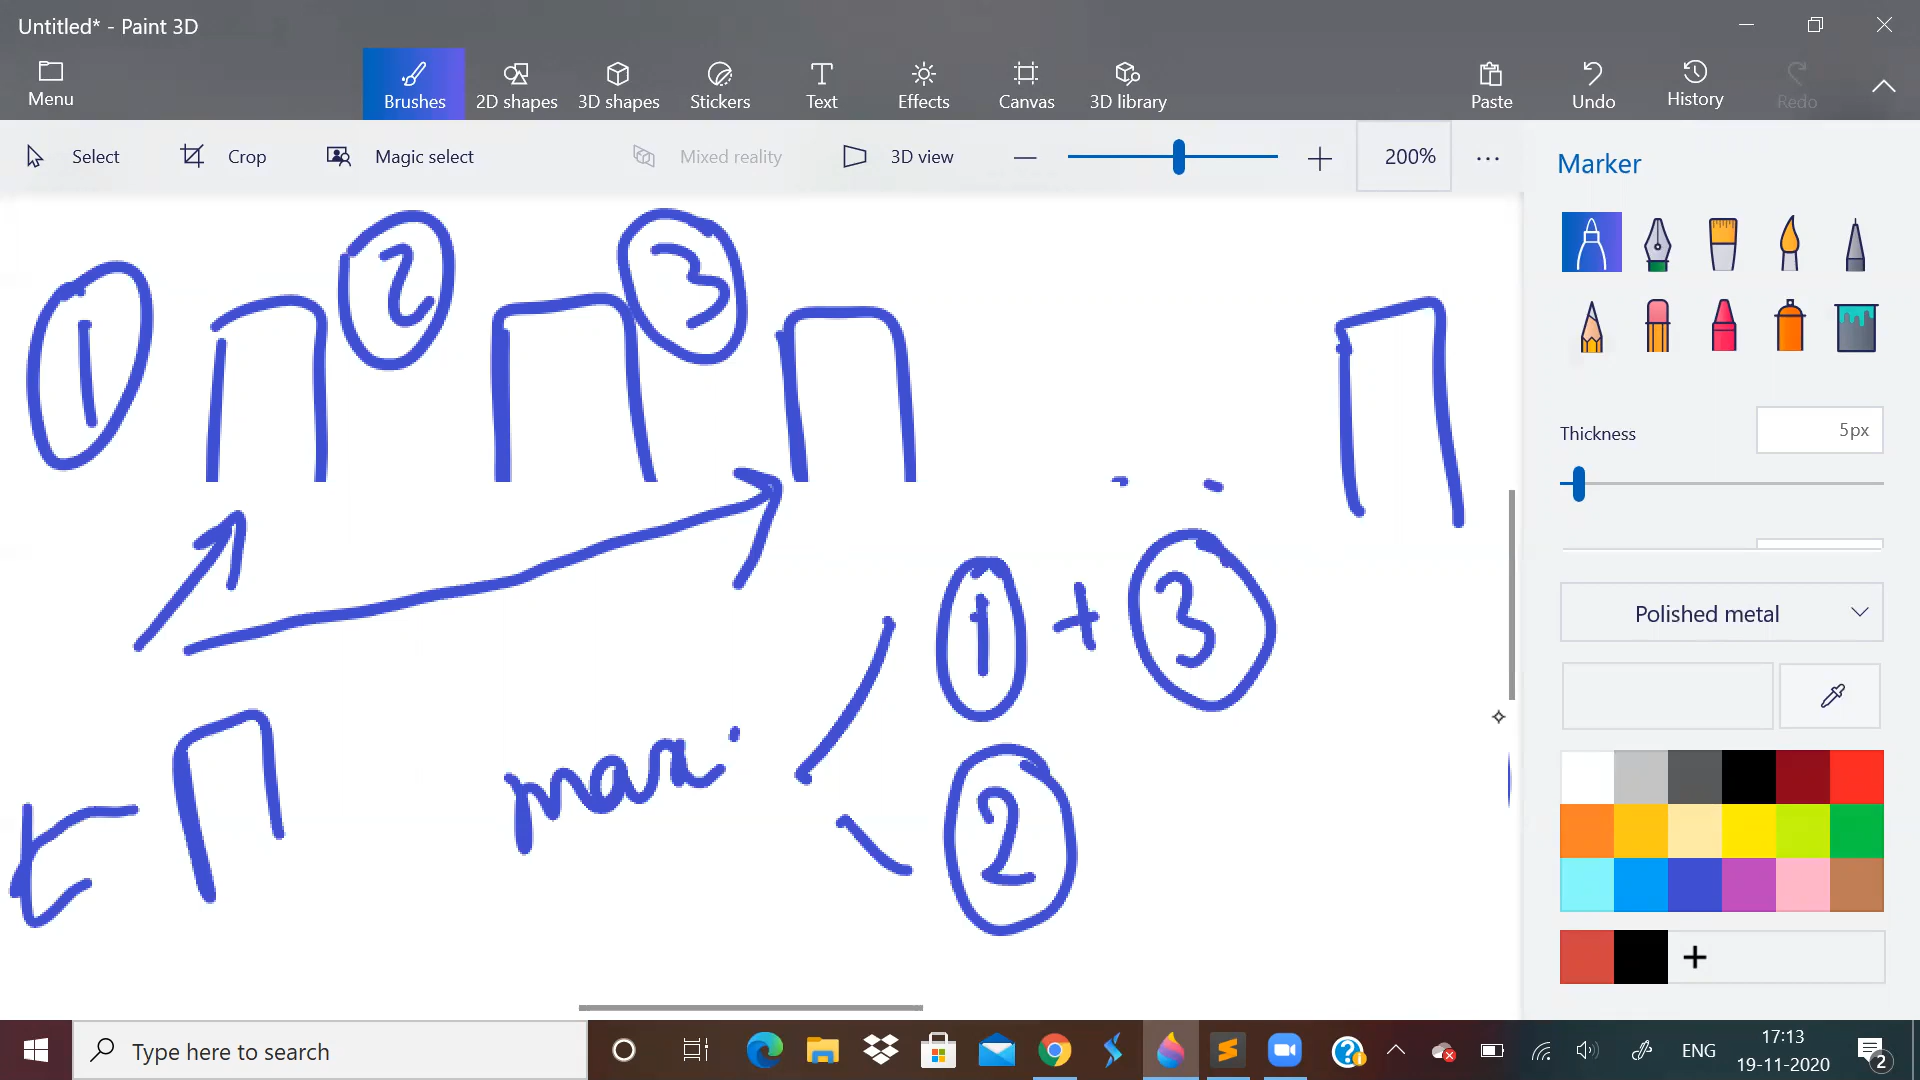 Untitled* - Paint 3D
Menu
Brushes
2D shapes
3D shapes
Stickers
Text
Effects
Canvas
3D library
Paste
Undo
History
Redo
Select
Crop
Magic select
Mixed reality
3D view
200%
Marker
Thickness
5px
Polished metal
1
2
3
1 + 3
max
2
Type here to search
ENG
17:13
19-11-2020
2